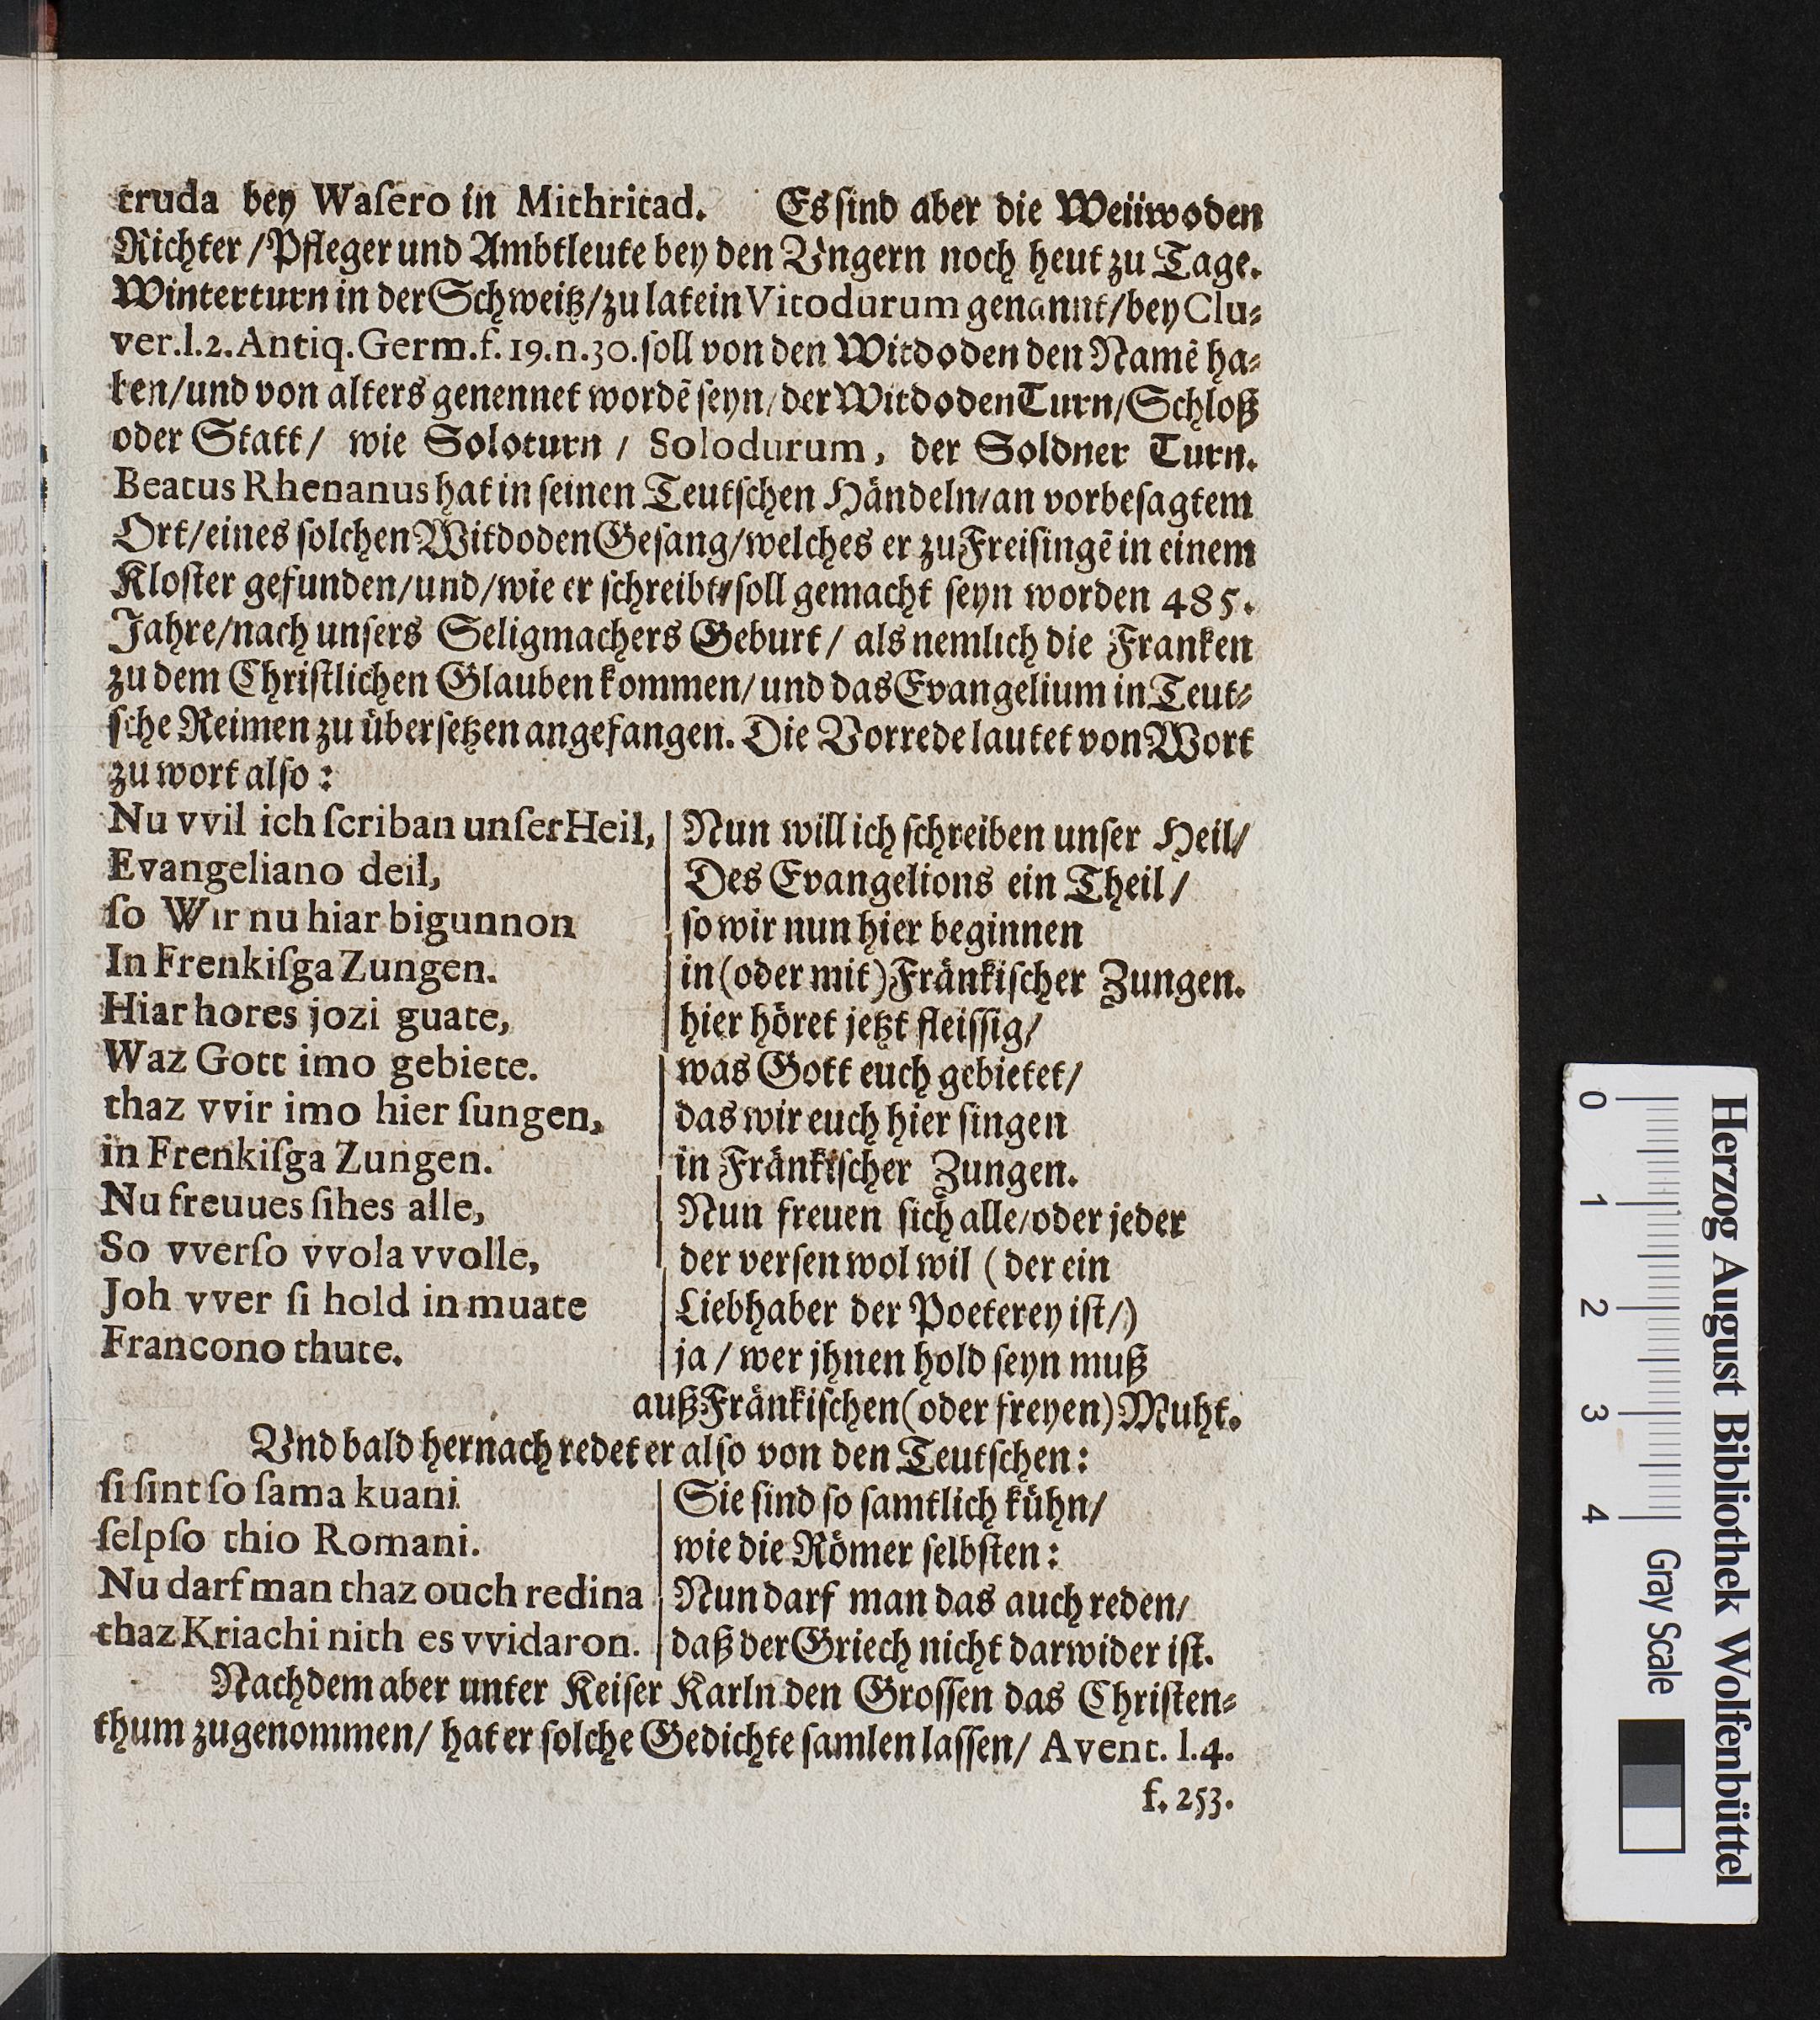 truda bey Waſero in Mithritad. Es ſind aber die Weiiwoden
Richter / Pfleger und Ambtleute bey den Vngern noch heut zu Tage.
Winterturn in der Schweitz/zu latein Vitodurum genannt/bey Clu-
ver.l.2.Antiq.Germ.f.19.n.30.ſoll von den Witdoden den Namẽ ha-
ben/und von alters genennet wordẽ ſeyn/der Witdoden Turn/Schloß
oder Statt/ wie Soloturn / Solodurum, der Soldner Turn.
Beatus Rhenanus hat in ſeinen Teutſchen Händeln/an vorbeſagtem
Ort/eines ſolchen Witdoden Geſang/welches er zu Freiſingẽ in einem
Kloſter gefunden/und/wie er ſchreibt/ſoll gemacht ſeyn worden 485.
Jahre/nach unſers Seligmachers Geburt/ als nemlich die Franken
zu dem Chriſtlichen Glauben kommen/und das Evangelium in Teut-
ſche Reimen zu überſetzen angefangen. Die Vorrede lautet von Wort
zu wort alſo:
Nu vvil ich ſcriban unſer Heil,
Evangeliano deil,
ſo Wir nu hiar bigunnon
In Frenkiſga Zungen.
Hiar hores jozi guate,
Waz Gott imo gebiete.
thaz vvir imo hier ſungen,
in Frenkiſga Zungen.
Nu freuues ſihes alle,
So vverſo vvola vvolle,
Joh vver ſi hold in muate
Francono thute.
Nun will ich ſchreiben unſer Heil/
Des Evangelions ein Theil/
ſo wir nun hier beginnen
in (oder mit) Fränkiſcher Zungen.
hier höret jetzt fleiſſig/
was Gott euch gebietet/
das wir euch hier ſingen
in Fränkiſcher Zungen.
Nun freuen ſich alle/oder jeder
der verſen wol wil (der ein
Liebhaber der Poeterey iſt/)
ja / wer jhnen hold ſeyn muß
auß Fränkiſchen (oder freyen) Muht.
Vnd bald hernach redet er alſo von den Teutſchen:
ſi ſint ſo ſama kuani
ſelpſo thio Romani.
Nu darf man thaz ouch redina
thaz Kriachi nith es vvidaron.
Sie ſind ſo ſamtlich kühn/
wie die Römer ſelbſten:
Nun darf man das auch reden/
daß der Griech nicht darwider iſt.
Nachdem aber unter Keiſer Karln den Groſſen das Chriſten-
thum zugenommen/ hat er ſolche Gedichte ſamlen laſſen/ Avent. l.4.
f. 253.
Herzog August Bibliothek Wolfenbüttel
0 1 2 3 4 Gray Scale